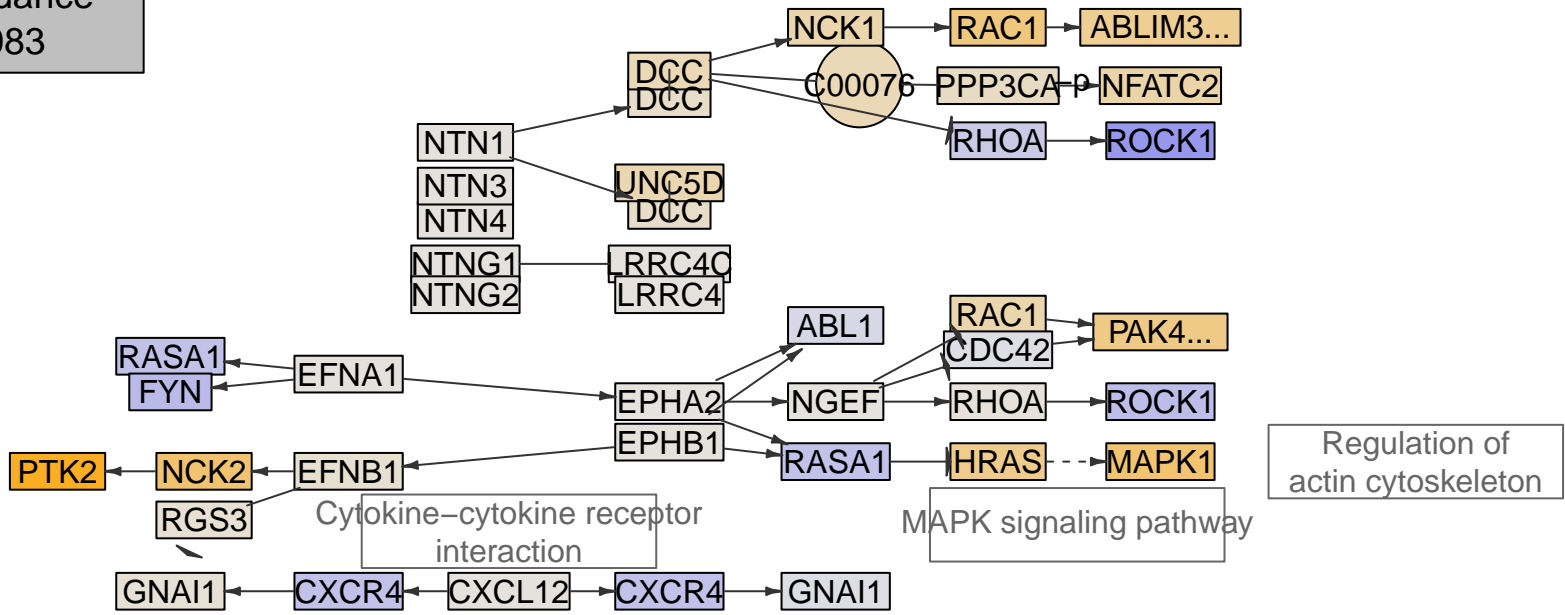 083
NCK1
RAC1
ABLIM3...
DCC
DCC
C00076
PPP3CA
–p
NFATC2
NTN1
RHOA
ROCK1
NTN3
NTN4
UNC5D
DCC
NTNG1
NTNG2
LRRC4C
LRRC4
ABL1
RAC1
CDC42
PAK4...
RASA1
FYN
EFNA1
EPHA2
EPHB1
NGEF
RHOA
ROCK1
PTK2
NCK2
EFNB1
RASA1
HRAS
MAPK1
Regulation of
actin cytoskeleton
RGS3
Cytokine–cytokine receptor
interaction
MAPK signaling pathway
GNAI1
CXCR4
CXCL12
CXCR4
GNAI1